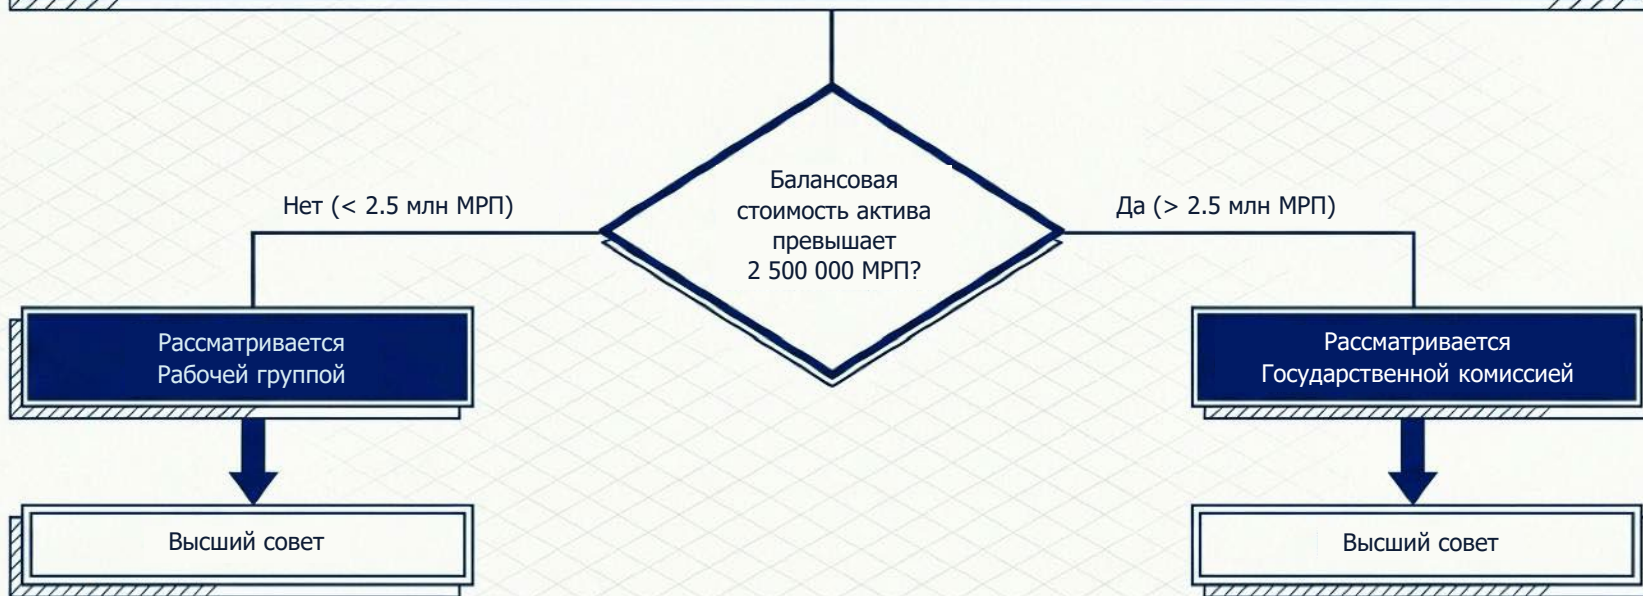 Балансовая
стоимость актива
превышает
2 500 000 МРП?
Нет (< 2.5 млн МРП)
Да (> 2.5 млн МРП)
Рассматривается
Рабочей группой
Рассматривается
Государственной комиссией
Высший совет
Высший совет